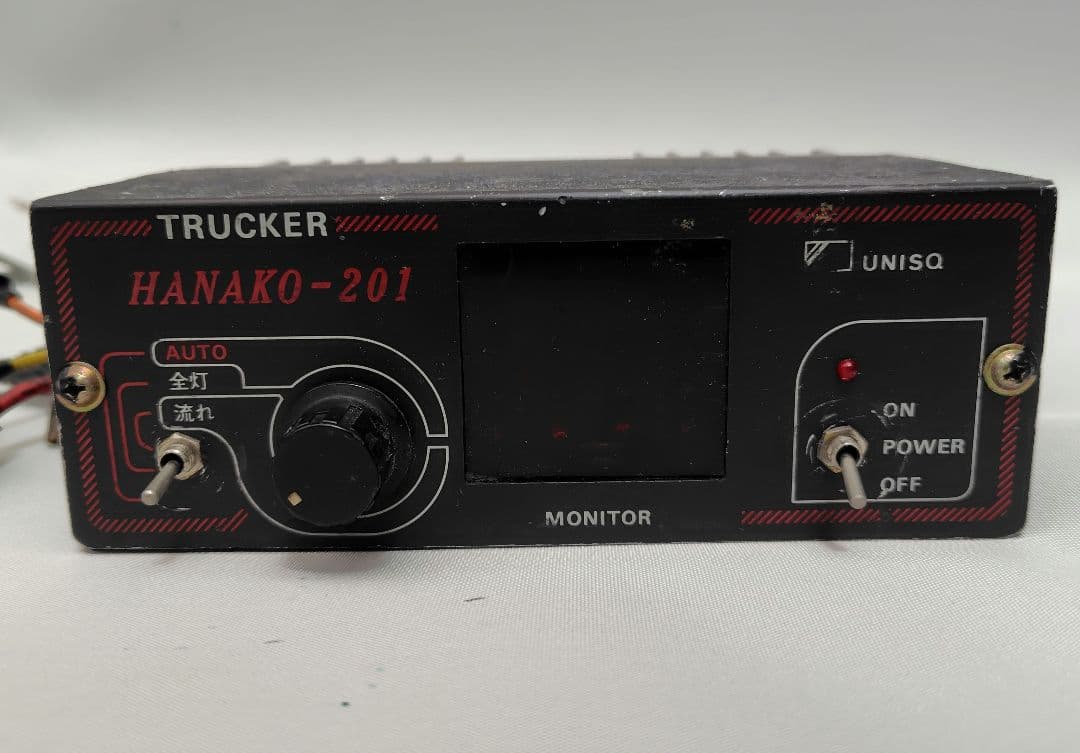 TRUCKER
HANAKO-201
AUTO
全灯
流れ
MONITOR
UNISQ
ON
POWER
OFF